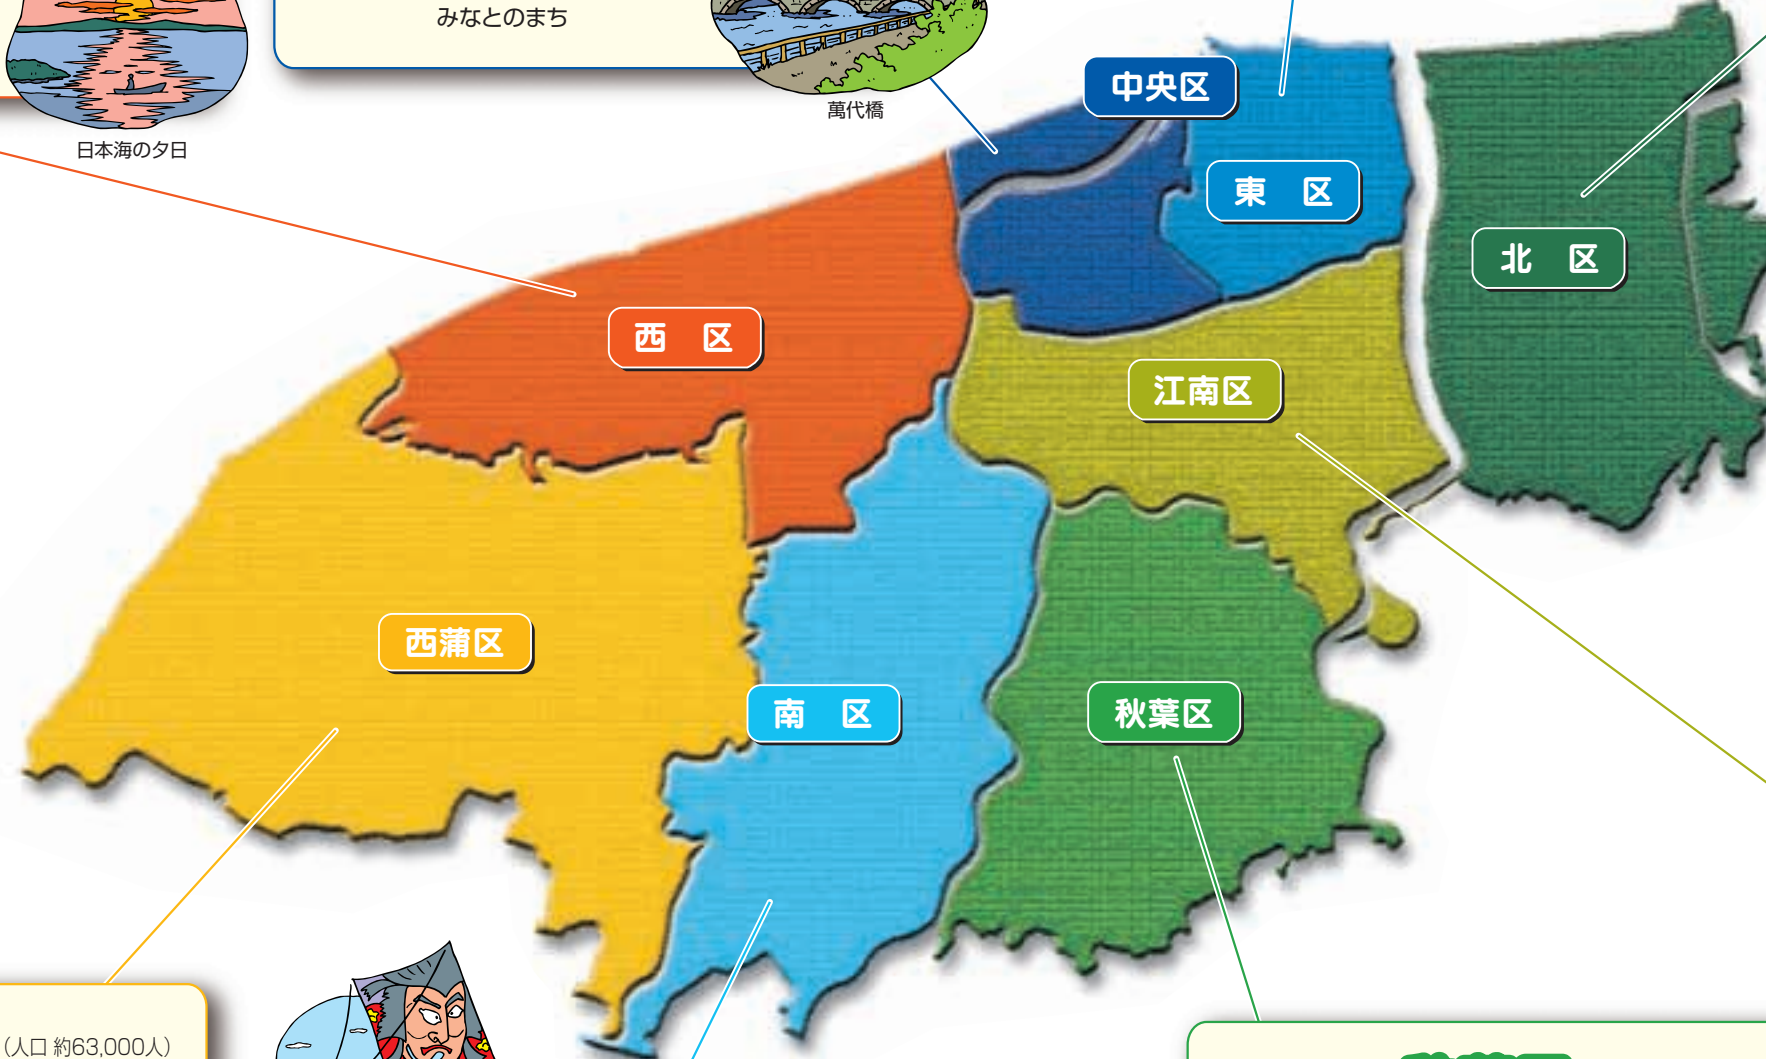 みなとのまち
萬代橋
日本海の夕日
中央区
東 区
北 区
西 区
江南区
西蒲区
南 区
秋葉区
(人口 約63,000人)